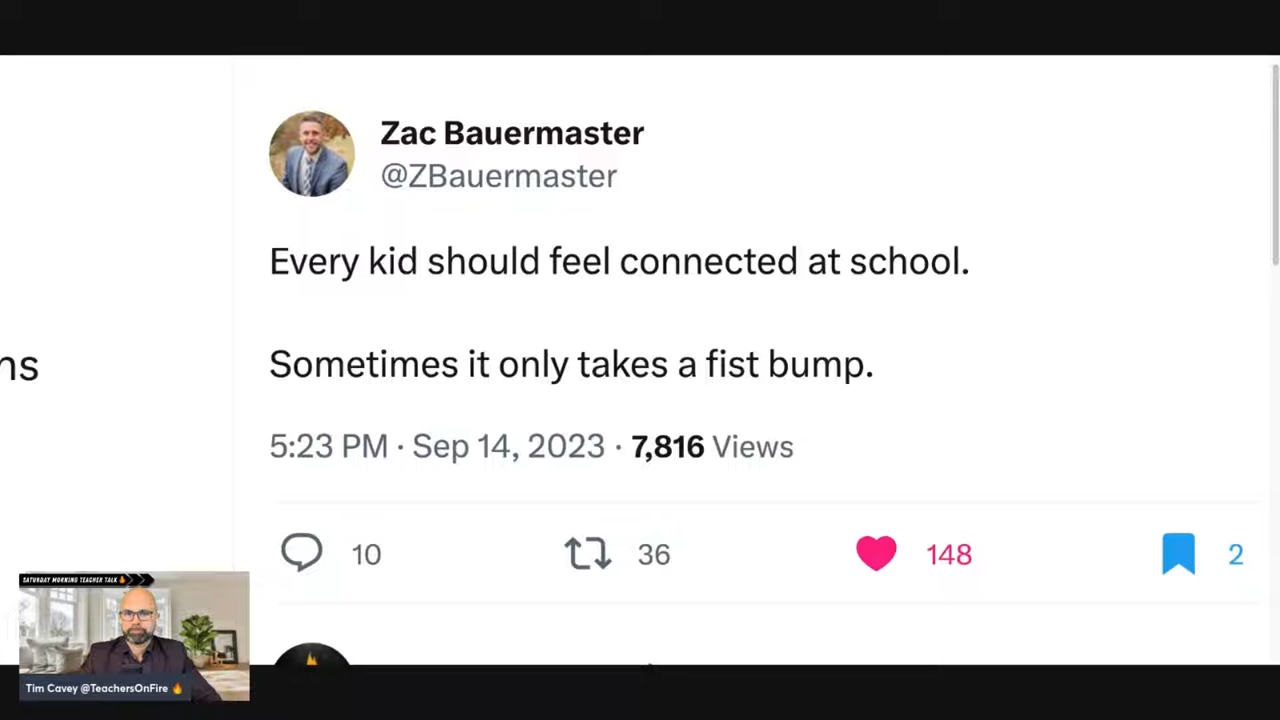 Zac Bauermaster
@ZBauermaster
Every kid should feel connected at school.
Sometimes it only takes a fist bump.
ns
5:23 PM · Sep 14, 2023 · 7,816 Views
10 36 148 2
SATURDAY MORNING TEACHER TALK🔥
Tim Cavey @TeachersOnFire 🔥